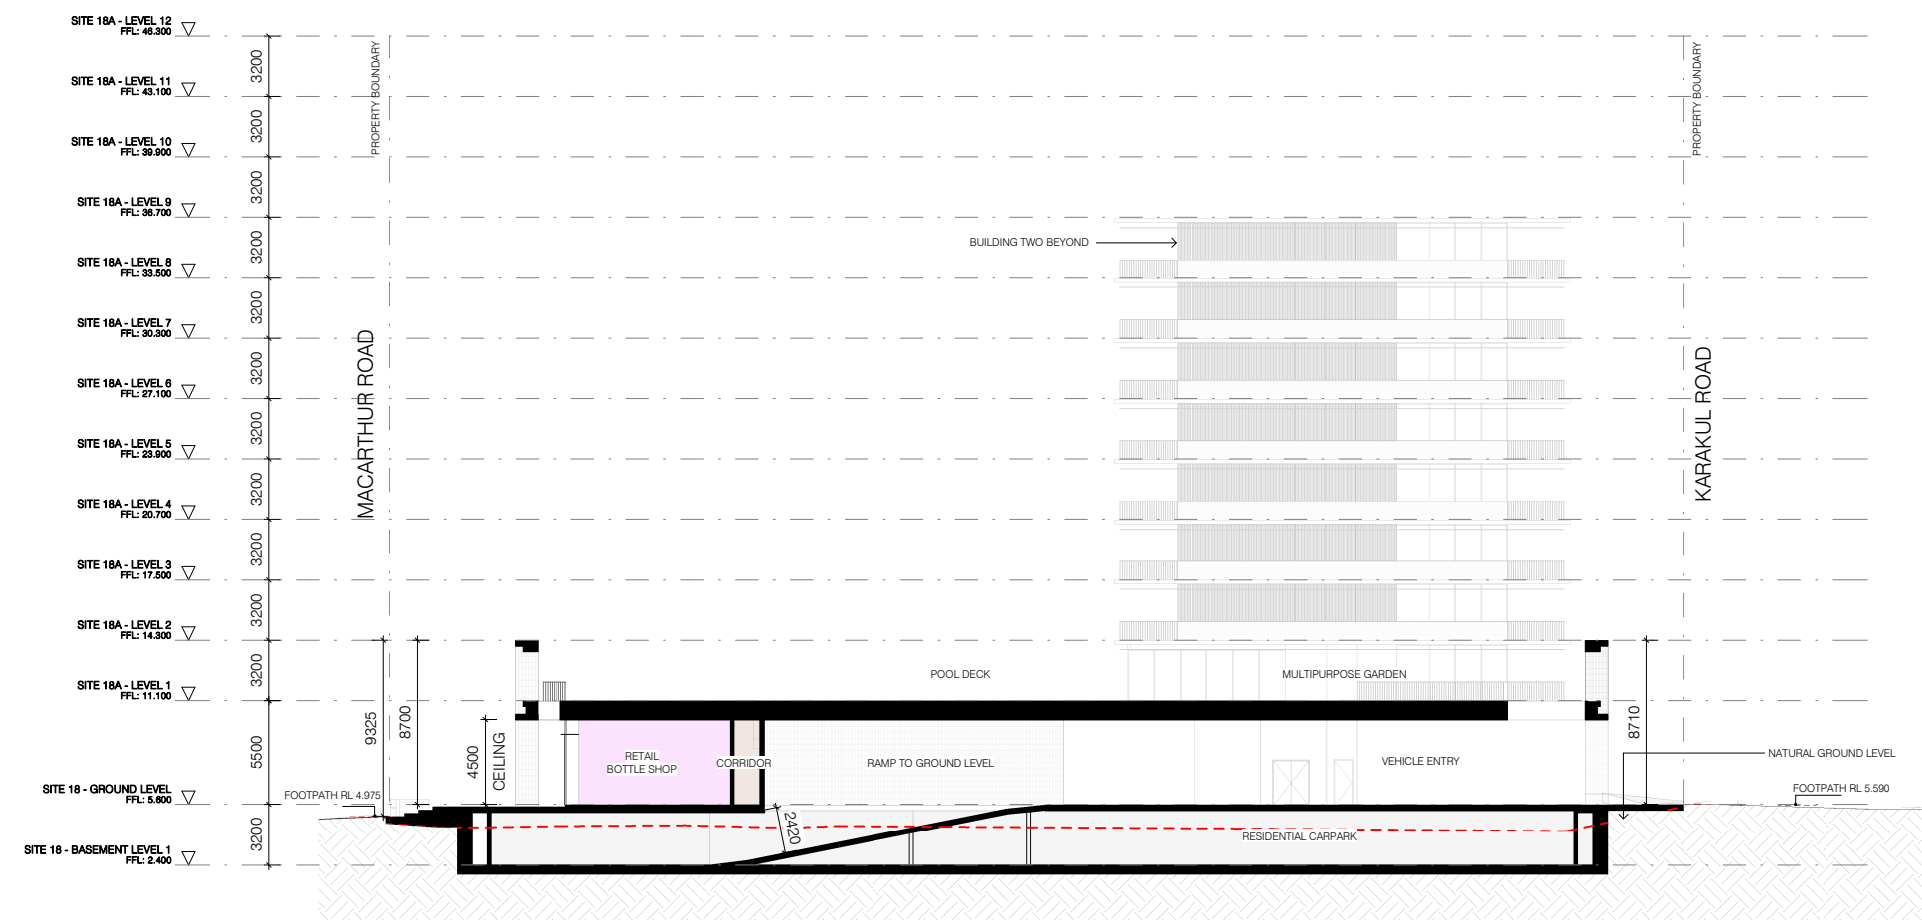 SITE 18A - LEVEL 12
FFL: 46.300
3200
SITE 18A - LEVEL 11
FFL: 43.100
3200
SITE 18A - LEVEL 10
FFL: 39.900
3200
SITE 18A - LEVEL 9
FFL: 36.700
3200
SITE 18A - LEVEL 8
FFL: 33.500
3200
SITE 18A - LEVEL 7
FFL: 30.300
3200
SITE 18A - LEVEL 6
FFL: 27.100
3200
SITE 18A - LEVEL 5
FFL: 23.900
3200
SITE 18A - LEVEL 4
FFL: 20.700
3200
SITE 18A - LEVEL 3
FFL: 17.500
3200
SITE 18A - LEVEL 2
FFL: 14.300
3200
SITE 18A - LEVEL 1
FFL: 11.100
5500
SITE 18 - GROUND LEVEL
FFL: 5.600
3200
SITE 18 - BASEMENT LEVEL 1
FFL: 2.400
PROPERTY BOUNDARY
MACARTHUR ROAD
9325
8700
4500
CEILING
FOOTPATH RL 4.975
BUILDING TWO BEYOND
POOL DECK
MULTIPURPOSE GARDEN
RETAIL
BOTTLE SHOP
CORRIDOR
RAMP TO GROUND LEVEL
VEHICLE ENTRY
2420
RESIDENTIAL CARPARK
PROPERTY BOUNDARY
KARAKUL ROAD
8710
NATURAL GROUND LEVEL
FOOTPATH RL 5.590